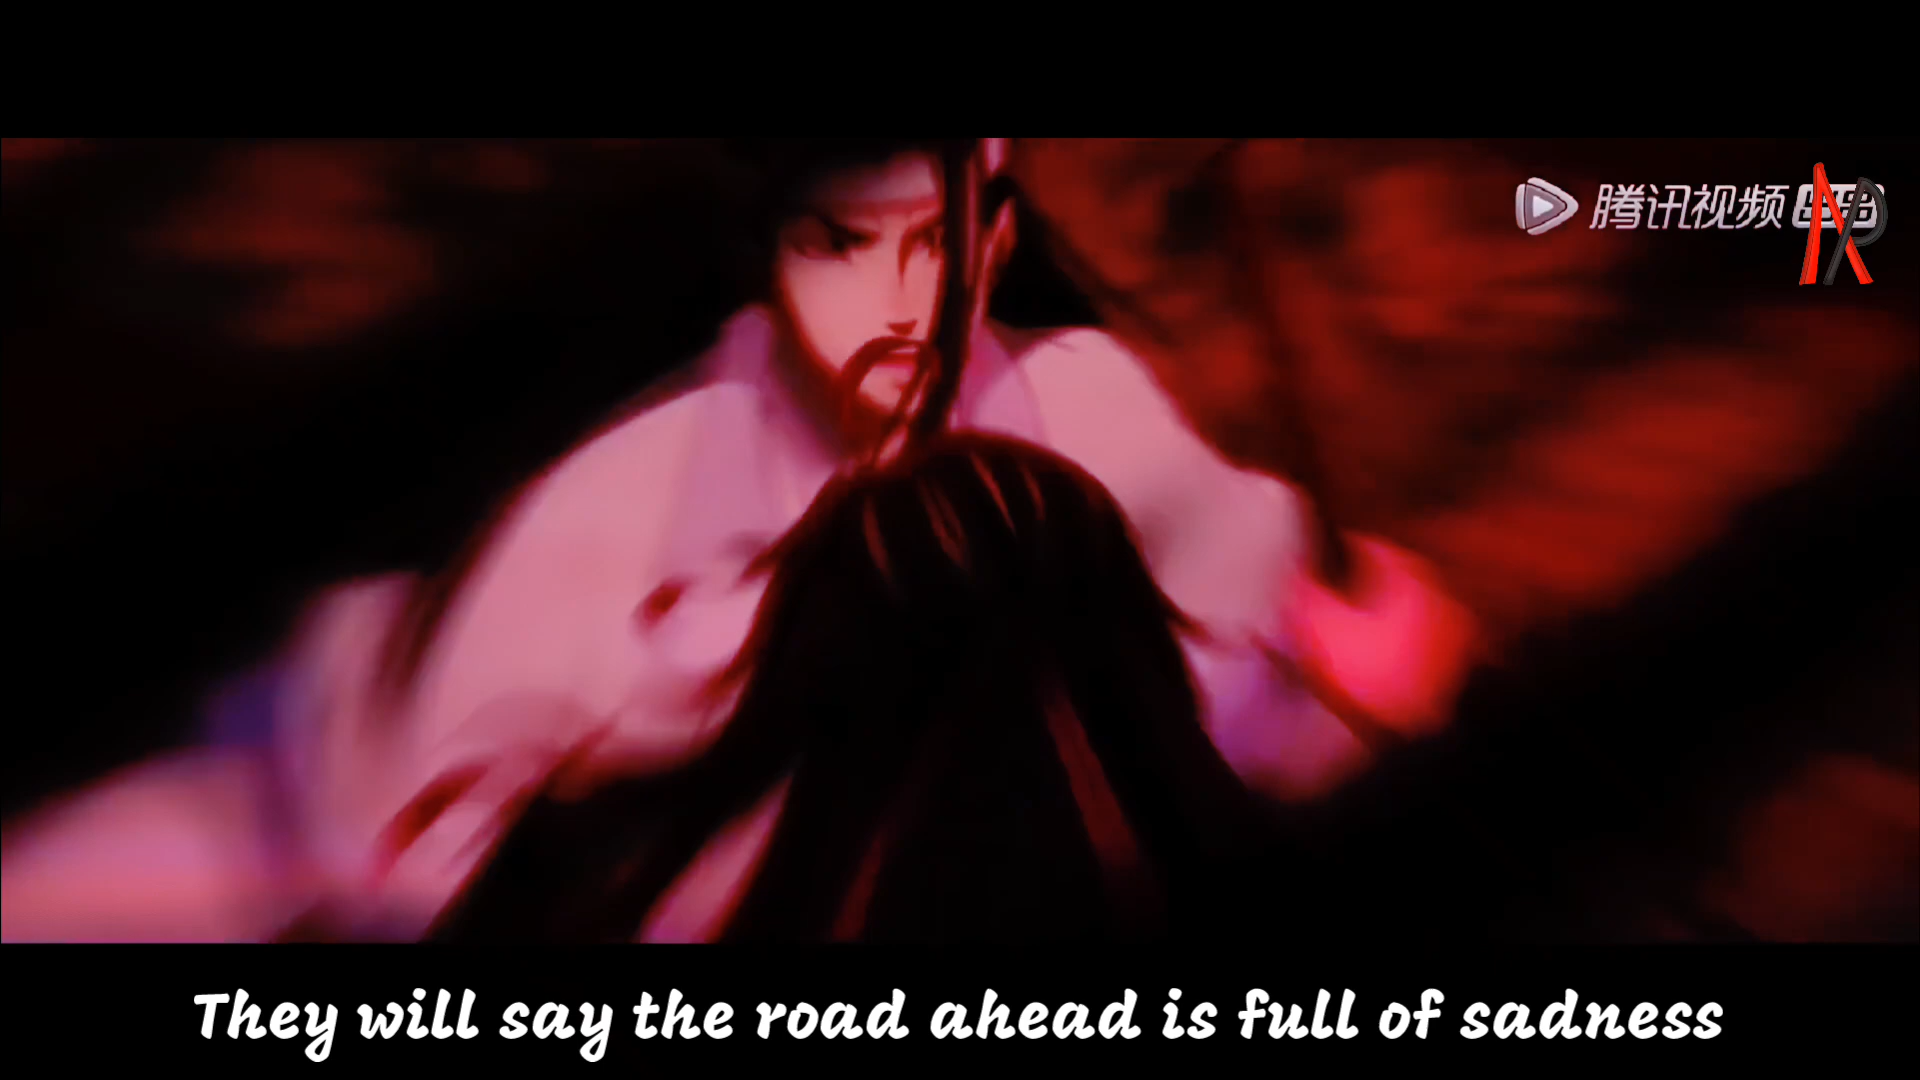 腾讯视频
They will say the road ahead is full of sadness